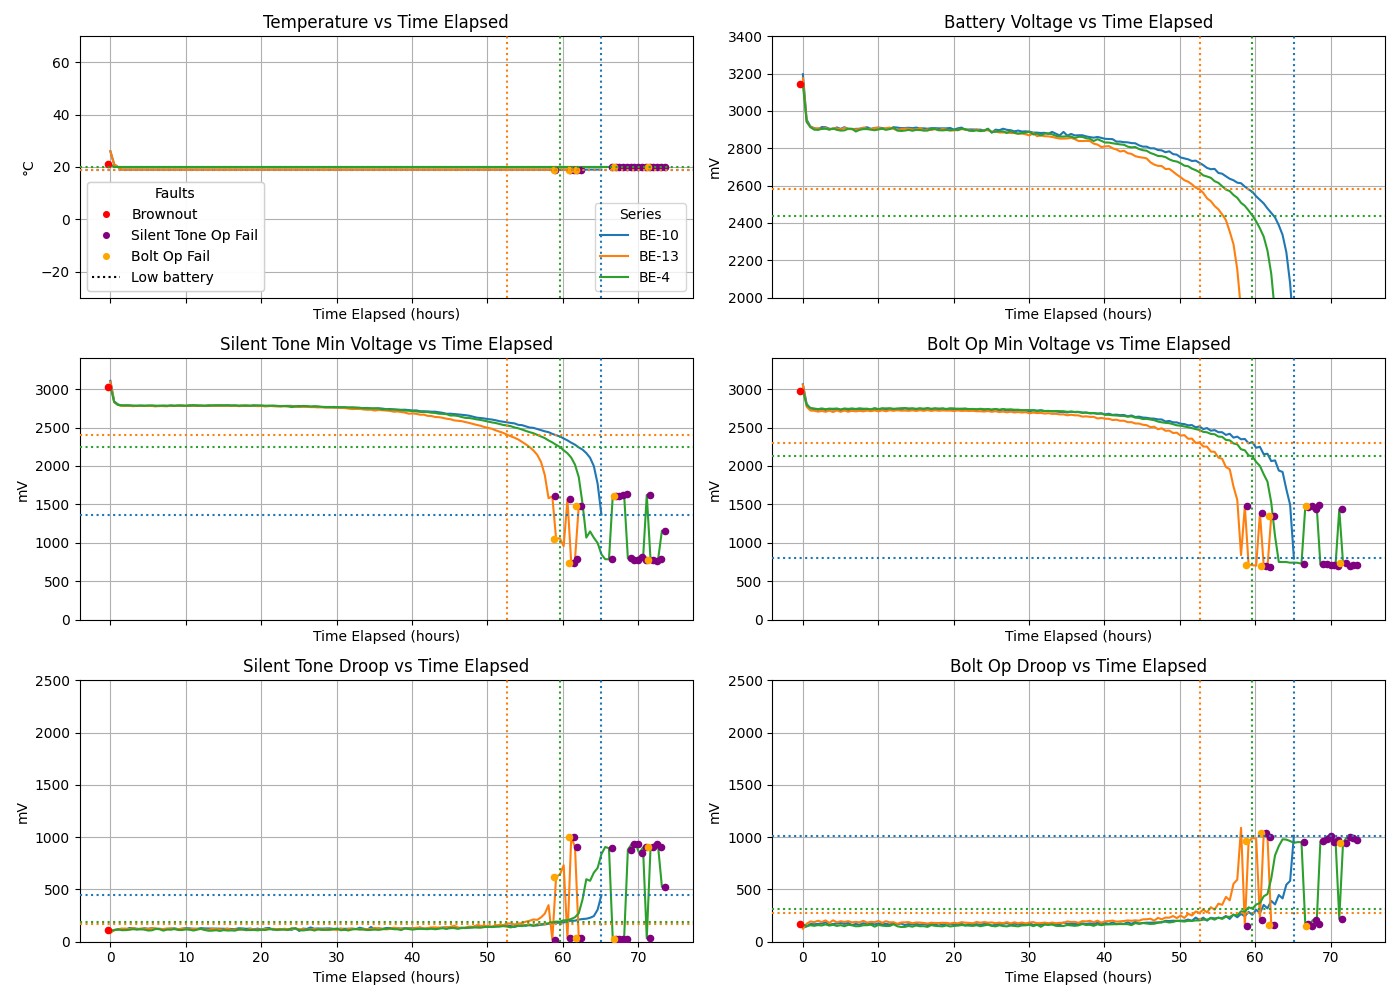 Temperature vs Time Elapsed
60
40
20
0
−20
°C
Faults
Brownout
Silent Tone Op Fail
Bolt Op Fail
Low battery
Series
BE-10
BE-13
BE-4
Time Elapsed (hours)
Battery Voltage vs Time Elapsed
3400
3200
3000
2800
2600
2400
2200
2000
mV
Time Elapsed (hours)
Silent Tone Min Voltage vs Time Elapsed
3000
2500
2000
1500
1000
500
0
mV
Time Elapsed (hours)
Bolt Op Min Voltage vs Time Elapsed
3000
2500
2000
1500
1000
500
0
mV
Time Elapsed (hours)
Silent Tone Droop vs Time Elapsed
2500
2000
1500
1000
500
0
mV
0 10 20 30 40 50 60 70
Time Elapsed (hours)
Bolt Op Droop vs Time Elapsed
2500
2000
1500
1000
500
0
mV
0 10 20 30 40 50 60 70
Time Elapsed (hours)